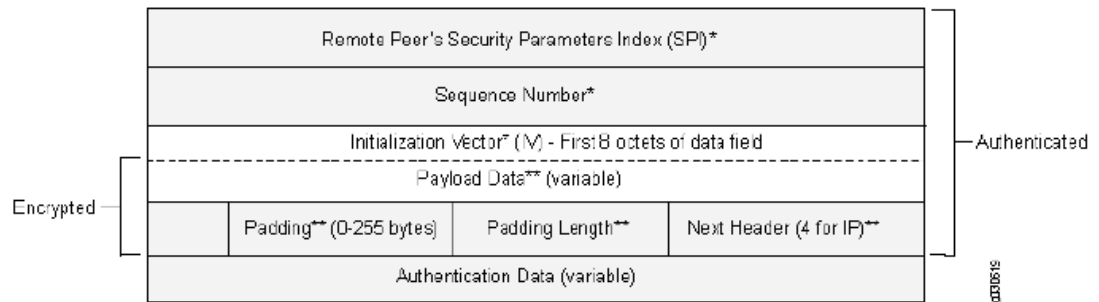 Remote Peer's Security Parameters Index (SPI)*
Sequence Number*
Initialization Vector* (IV) - First 8 octets of data field
Authenticated
Payload Data** (variable)
Encrypted
Padding** (0-255 bytes) Padding Length** Next Header (4 for IP)**
Authentication Data (variable)